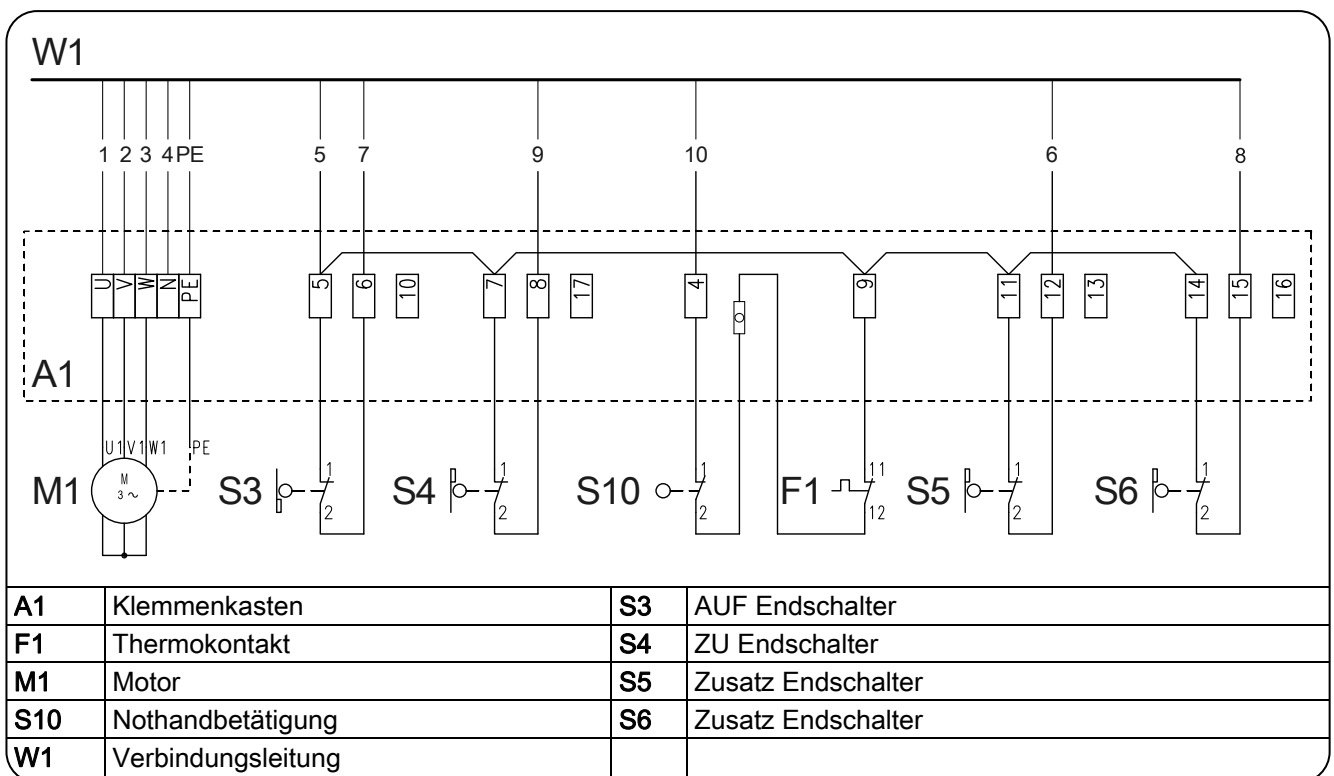 W1
1 2 3 4 PE 5 7 9 10 6 8
U V W N PE 5 6 10 7 8 17 4 9 11 12 13 14 15 16
A1
U1 V1 W1 PE
M1 M 3 ~ S3 1 2 S4 1 2 S10 1 2 F1 11 12 S5 1 2 S6 1 2
A1 Klemmenkasten S3 AUF Endschalter
F1 Thermokontakt S4 ZU Endschalter
M1 Motor S5 Zusatz Endschalter
S10 Nothandbetätigung S6 Zusatz Endschalter
W1 Verbindungsleitung